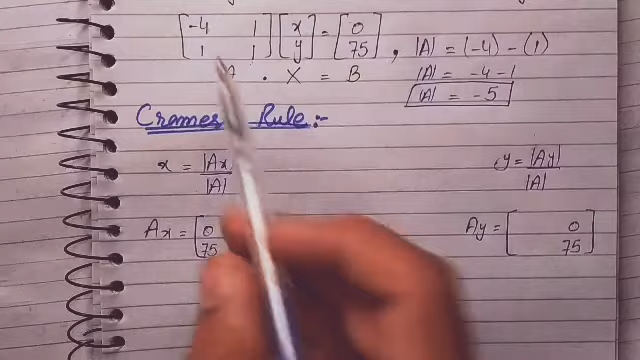 [-4 1
1 1] [x
y] = [0
75] , |A| = (-4) - (1)
A . X = B |A| = -4-1
|A| = -5
Cramer Rule:-
x = |Ax| / |A| y = |Ay| / |A|
Ax = [0
75 Ay = [ 0
75]